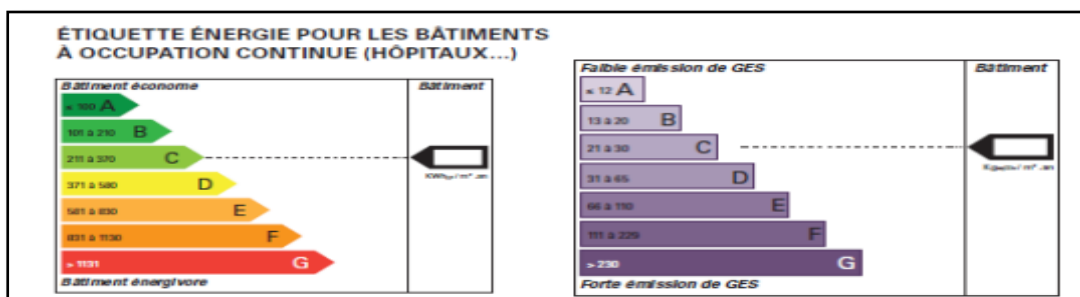 ÉTIQUETTE ÉNERGIE POUR LES BÂTIMENTS
À OCCUPATION CONTINUE (HÔPITAUX...)
Bâtiment économe
Bâtiment
≤ 100 A
101 à 210 B
211 à 370 C
371 à 580 D
581 à 830 E
831 à 1130 F
> 1131 G
Bâtiment énergivore
Faible émission de GES
Bâtiment
≤ 12 A
13 à 20 B
21 à 30 C
31 à 65 D
66 à 110 E
111 à 229 F
> 230 G
Forte émission de GES